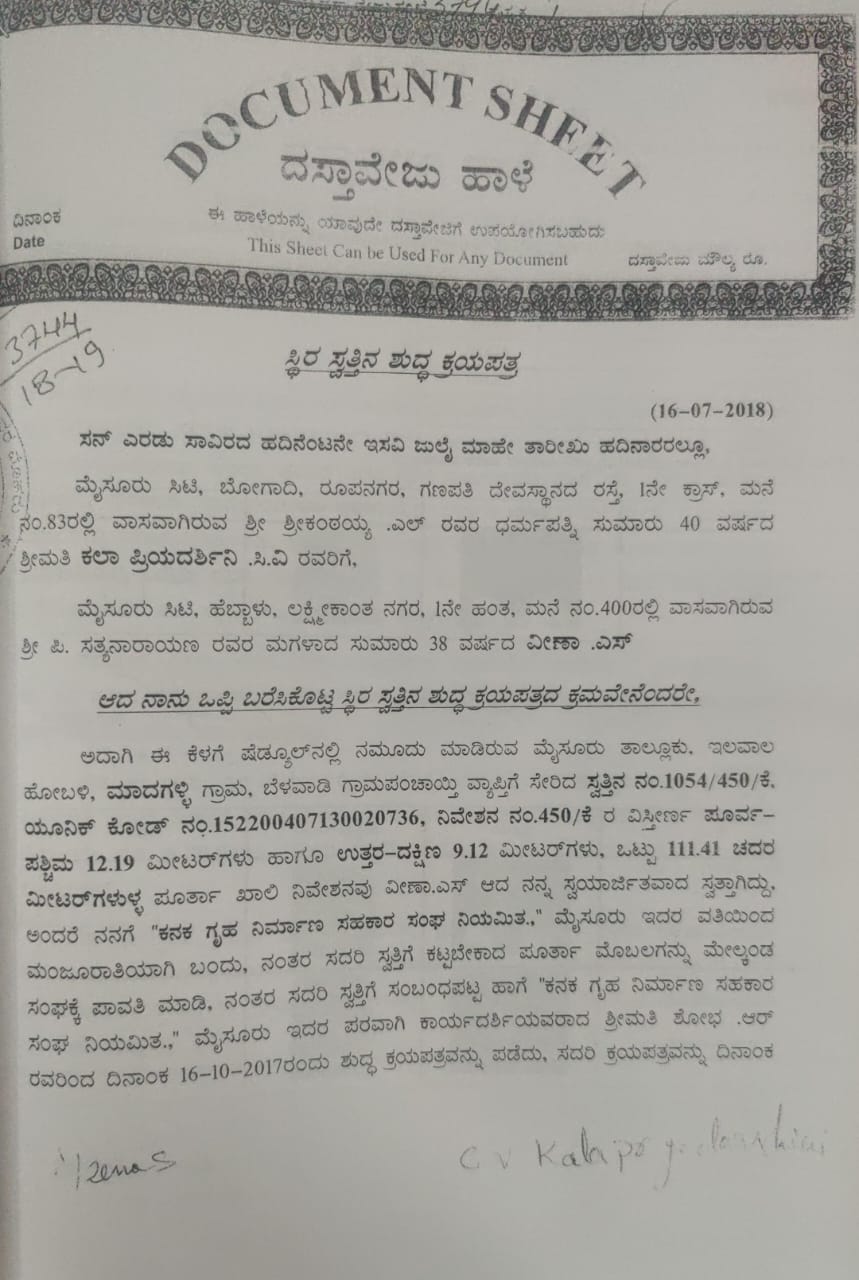 DOCUMENT SHEET
ದಸ್ತಾವೇಜು ಹಾಳೆ
ಈ ಹಾಳೆಯನ್ನು ಯಾವುದೇ ದಸ್ತಾವೇಜಿಗೆ ಉಪಯೋಗಿಸಬಹುದು
ದಿನಾಂಕ
Date
This Sheet Can be Used For Any Document
ದಸ್ತಾವೇಜು ಮೌಲ್ಯ ರೂ.
3744
18-19
ಸ್ಥಿರ ಸ್ವತ್ತಿನ ಶುದ್ಧ ಕ್ರಯಪತ್ರ
(16-07-2018)
ಸನ್ ಎರಡು ಸಾವಿರದ ಹದಿನೆಂಟನೇ ಇಸವಿ ಜುಲೈ ಮಾಹೇ ತಾರೀಖು ಹದಿನಾರರಲ್ಲೂ,
ಮೈಸೂರು ಸಿಟಿ, ಬೋಗಾದಿ, ರೂಪನಗರ, ಗಣಪತಿ ದೇವಸ್ಥಾನದ ರಸ್ತೆ, 1ನೇ ಕ್ರಾಸ್, ಮನೆ
ನಂ.83ರಲ್ಲಿ ವಾಸವಾಗಿರುವ ಶ್ರೀ ಶ್ರೀಕಂಠಯ್ಯ .ಎಲ್ ರವರ ಧರ್ಮಪತ್ನಿ ಸುಮಾರು 40 ವರ್ಷದ
ಶ್ರೀಮತಿ ಕಲಾ ಪ್ರಿಯದರ್ಶಿನಿ .ಸಿ.ವಿ ರವರಿಗೆ,
ಮೈಸೂರು ಸಿಟಿ, ಹೆಬ್ಬಾಳು, ಲಕ್ಷ್ಮೀಕಾಂತ ನಗರ, 1ನೇ ಹಂತ, ಮನೆ ನಂ.400ರಲ್ಲಿ ವಾಸವಾಗಿರುವ
ಶ್ರೀ ಪಿ. ಸತ್ಯನಾರಾಯಣ ರವರ ಮಗಳಾದ ಸುಮಾರು 38 ವರ್ಷದ ವೀಣಾ .ಎಸ್
ಆದ ನಾನು ಒಪ್ಪಿ ಬರೆಸಿಕೊಟ್ಟ ಸ್ಥಿರ ಸ್ವತ್ತಿನ ಶುದ್ಧ ಕ್ರಯಪತ್ರದ ಕ್ರಮವೇನೆಂದರೇ,
ಅದಾಗಿ ಈ ಕೆಳಗೆ ಷೆಡ್ಯೂಲ್‌ನಲ್ಲಿ ನಮೂದು ಮಾಡಿರುವ ಮೈಸೂರು ತಾಲ್ಲೂಕು, ಇಲವಾಲ
ಹೋಬಳಿ, ಮಾದಗಳ್ಳಿ ಗ್ರಾಮ, ಬೆಳವಾಡಿ ಗ್ರಾಮಪಂಚಾಯ್ತಿ ವ್ಯಾಪ್ತಿಗೆ ಸೇರಿದ ಸ್ವತ್ತಿನ ನಂ.1054/450/ಕೆ,
ಯೂನಿಕ್ ಕೋಡ್ ನಂ.152200407130020736, ನಿವೇಶನ ನಂ.450/ಕೆ ರ ವಿಸ್ತೀರ್ಣ ಪೂರ್ವ-
ಪಶ್ಚಿಮ 12.19 ಮೀಟರ್‌ಗಳು ಹಾಗೂ ಉತ್ತರ-ದಕ್ಷಿಣ 9.12 ಮೀಟರ್‌ಗಳು, ಒಟ್ಟು 111.41 ಚದರ
ಮೀಟರ್‌ಗಳುಳ್ಳ ಪೂರ್ತಾ ಖಾಲಿ ನಿವೇಶನವು ವೀಣಾ.ಎಸ್ ಆದ ನನ್ನ ಸ್ವಯಾರ್ಜಿತವಾದ ಸ್ವತ್ತಾಗಿದ್ದು,
ಅಂದರೆ ನನಗೆ "ಕನಕ ಗೃಹ ನಿರ್ಮಾಣ ಸಹಕಾರ ಸಂಘ ನಿಯಮಿತ.," ಮೈಸೂರು ಇದರ ವತಿಯಿಂದ
ಮಂಜೂರಾತಿಯಾಗಿ ಬಂದು, ನಂತರ ಸದರಿ ಸ್ವತ್ತಿಗೆ ಕಟ್ಟಬೇಕಾದ ಪೂರ್ತಾ ಮೊಬಲಗನ್ನು ಮೇಲ್ಕಂಡ
ಸಂಘಕ್ಕೆ ಪಾವತಿ ಮಾಡಿ, ನಂತರ ಸದರಿ ಸ್ವತ್ತಿಗೆ ಸಂಬಂಧಪಟ್ಟ ಹಾಗೆ "ಕನಕ ಗೃಹ ನಿರ್ಮಾಣ ಸಹಕಾರ
ಸಂಘ ನಿಯಮಿತ.," ಮೈಸೂರು ಇದರ ಪರವಾಗಿ ಕಾರ್ಯದರ್ಶಿಯವರಾದ ಶ್ರೀಮತಿ ಶೋಭ .ಆರ್
ರವರಿಂದ ದಿನಾಂಕ 16-10-2017ರಂದು ಶುದ್ಧ ಕ್ರಯಪತ್ರವನ್ನು ಪಡೆದು, ಸದರಿ ಕ್ರಯಪತ್ರವನ್ನು ದಿನಾಂಕ
C V